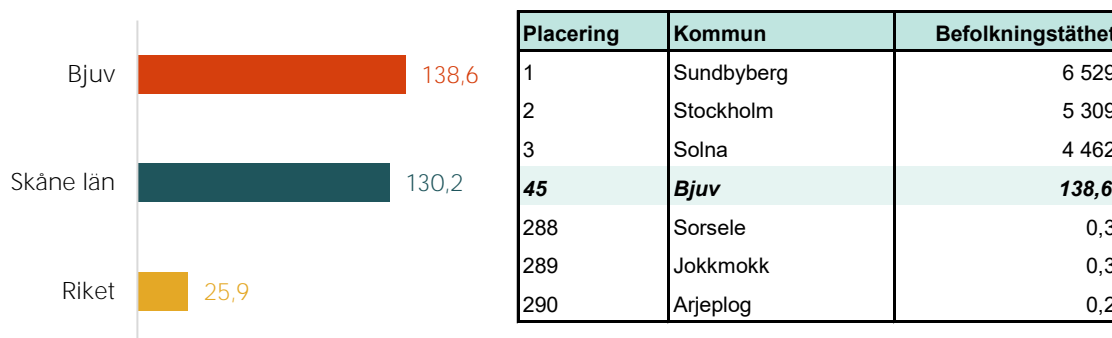 Bjuv 138,6
Skåne län 130,2
Riket 25,9
Placering Kommun Befolkningstäthet
1 Sundbyberg 6 529
2 Stockholm 5 309
3 Solna 4 462
45 Bjuv 138,6
288 Sorsele 0,3
289 Jokkmokk 0,3
290 Arjeplog 0,2